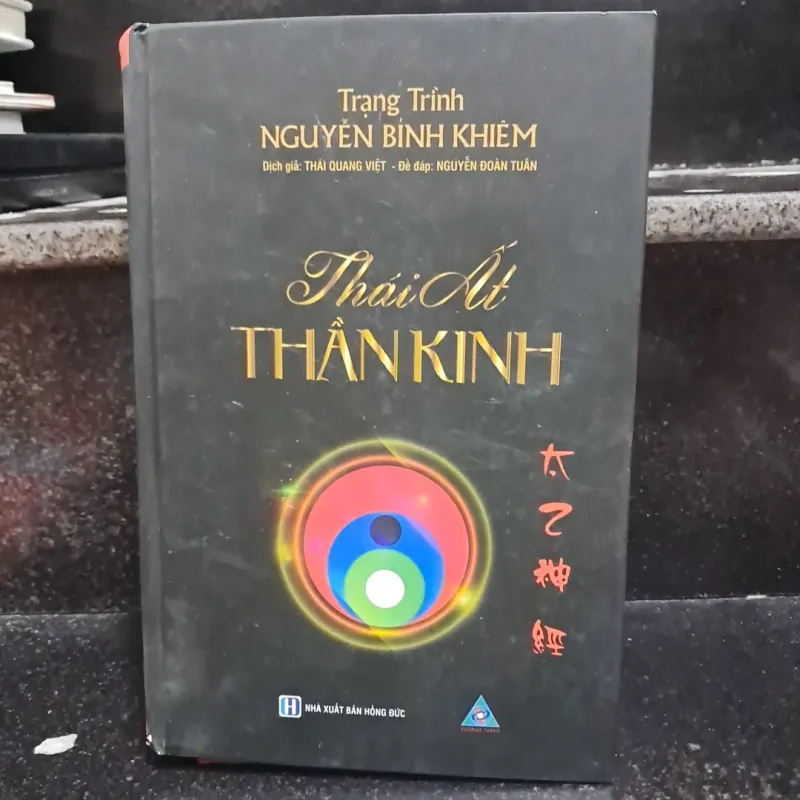 Trạng Trình
NGUYỄN BỈNH KHIÊM
Dịch giả: THÁI QUANG VIỆT - Đề đáp: NGUYỄN ĐOÀN TUÂN
Thái Ất
THẦN KINH
太
乙
神
經
H NHÀ XUẤT BẢN HỒNG ĐỨC